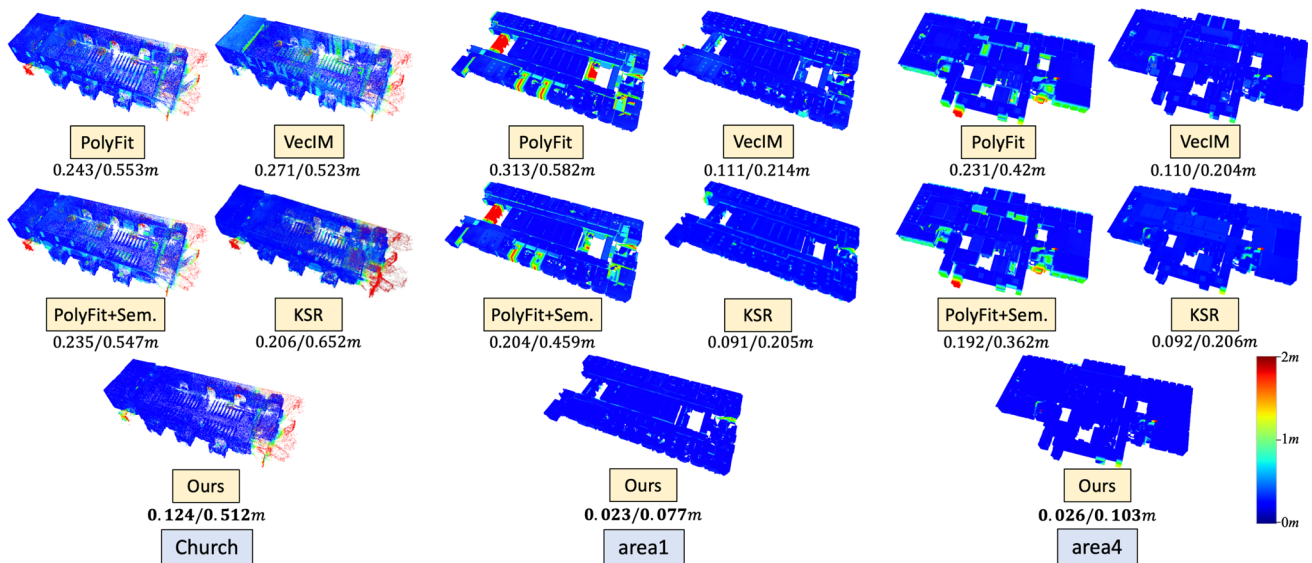 PolyFit
VecIM
PolyFit
VecIM
PolyFit
VecIM
0.243/0.553m
0.271/0.523m
0.313/0.582m
0.111/0.214m
0.231/0.42m
0.110/0.204m
PolyFit+Sem.
KSR
PolyFit+Sem.
KSR
PolyFit+Sem.
KSR
0.235/0.547m
0.206/0.652m
0.204/0.459m
0.091/0.205m
0.192/0.362m
0.092/0.206m
2m
1m
0m
Ours
Ours
Ours
0.124/0.512m
0.023/0.077m
0.026/0.103m
Church
area1
area4